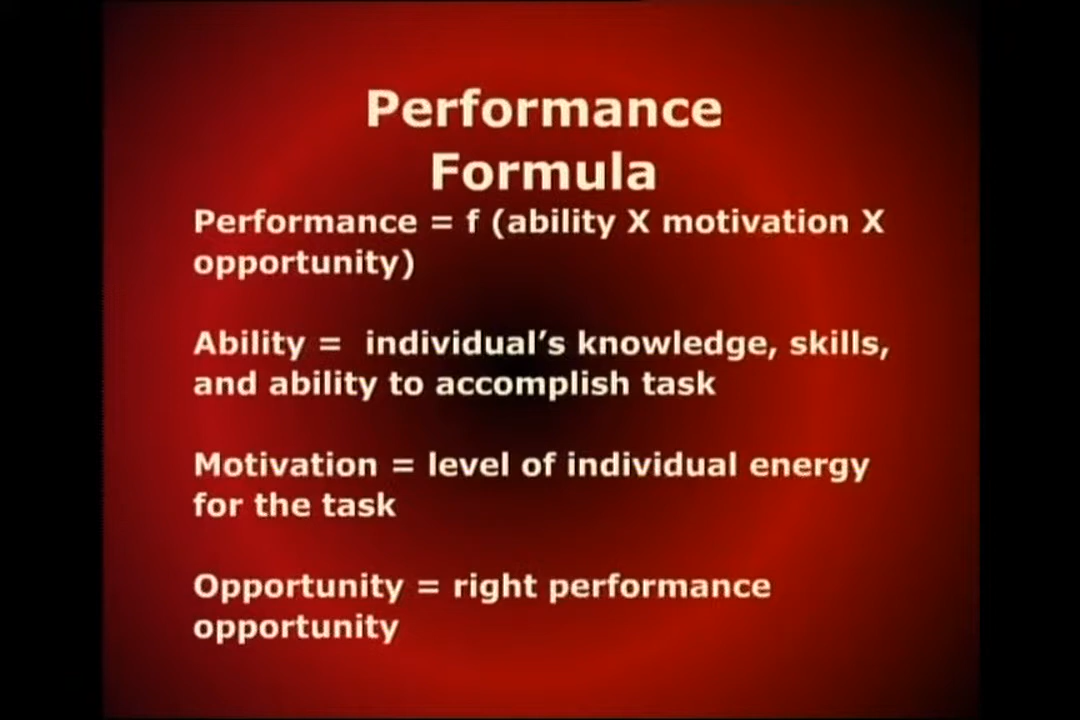 Performance
Formula
Performance = f (ability X motivation X
opportunity)
Ability =  individual’s knowledge, skills,
and ability to accomplish task
Motivation = level of individual energy
for the task
Opportunity = right performance
opportunity